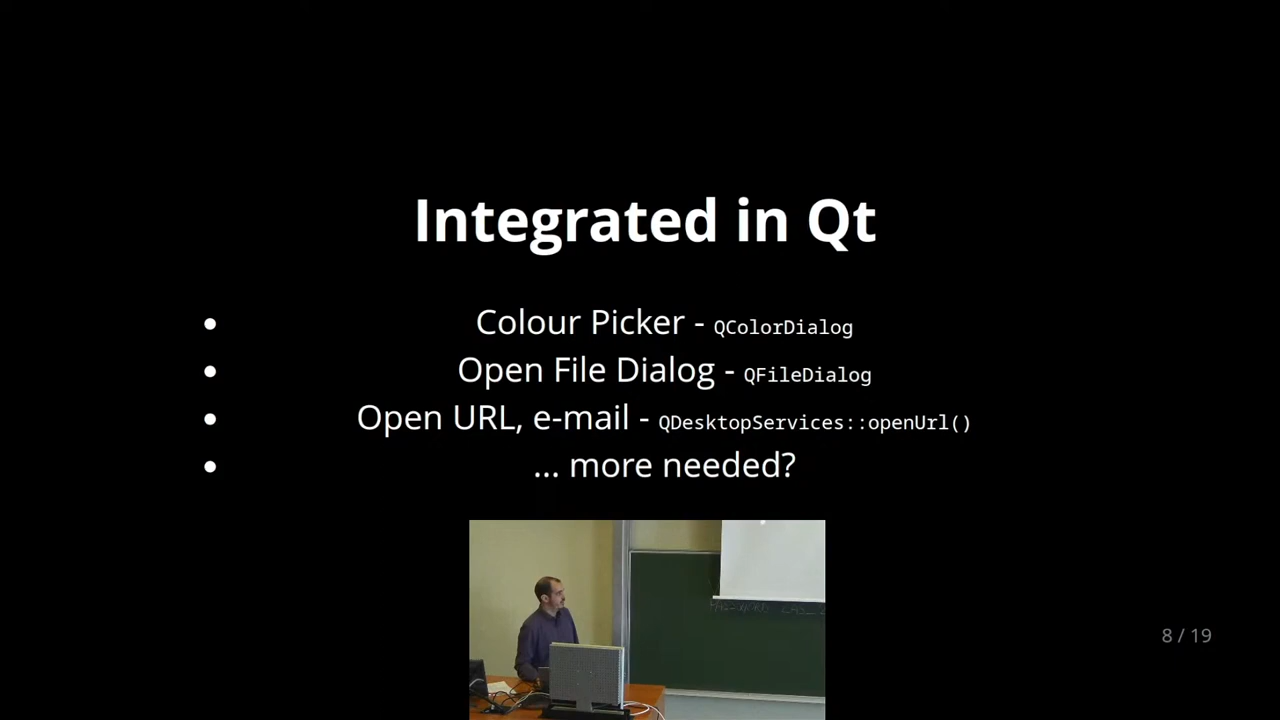 Integrated in Qt
Colour Picker - QColorDialog
Open File Dialog - QFileDialog
Open URL, e-mail - QDesktopServices::openUrl()
... more needed?
8 / 19